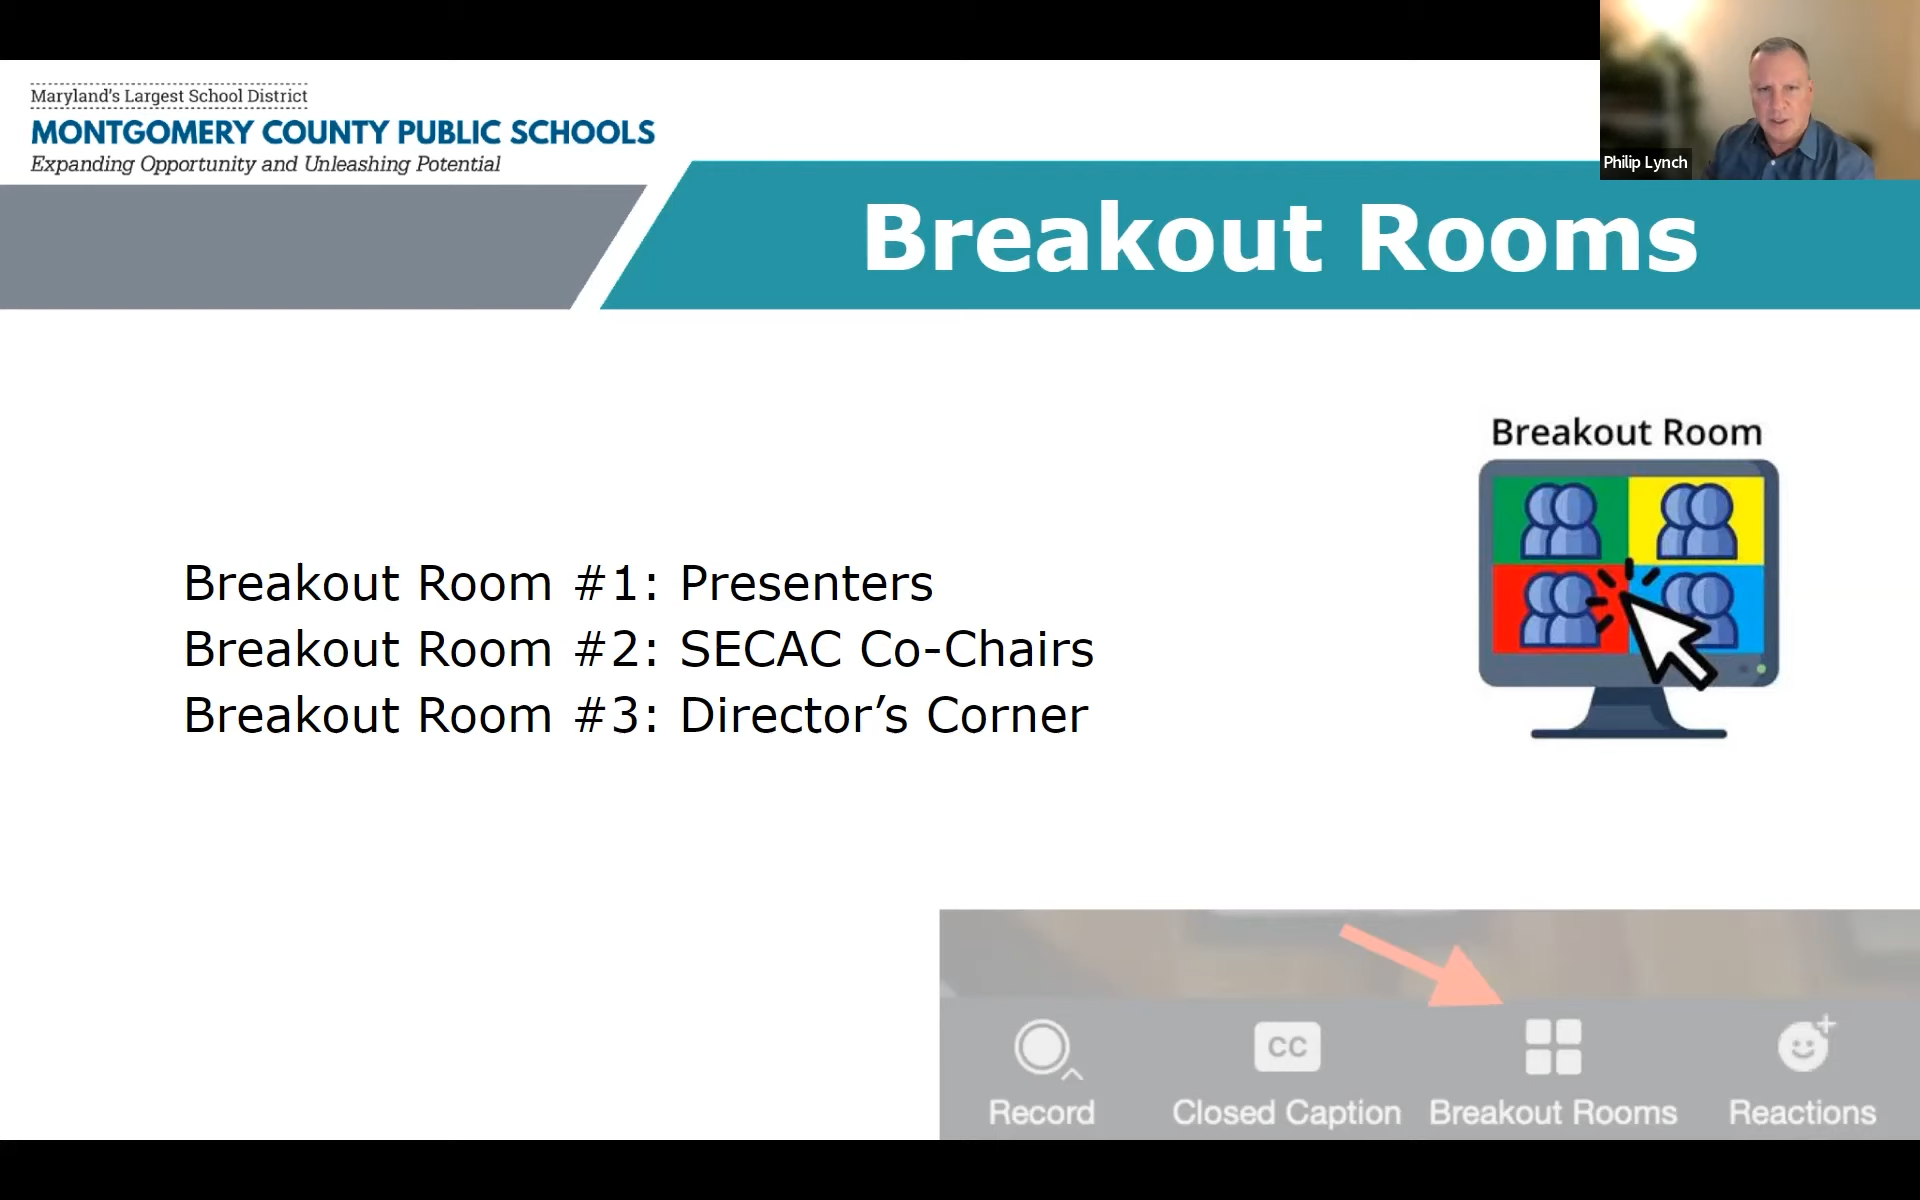 Maryland's Largest School District
MONTGOMERY COUNTY PUBLIC SCHOOLS
Expanding Opportunity and Unleashing Potential
Philip Lynch
Breakout Rooms
Breakout Room
Breakout Room #1: Presenters
Breakout Room #2: SECAC Co-Chairs
Breakout Room #3: Director’s Corner
CC
Record Closed Caption Breakout Rooms Reactions